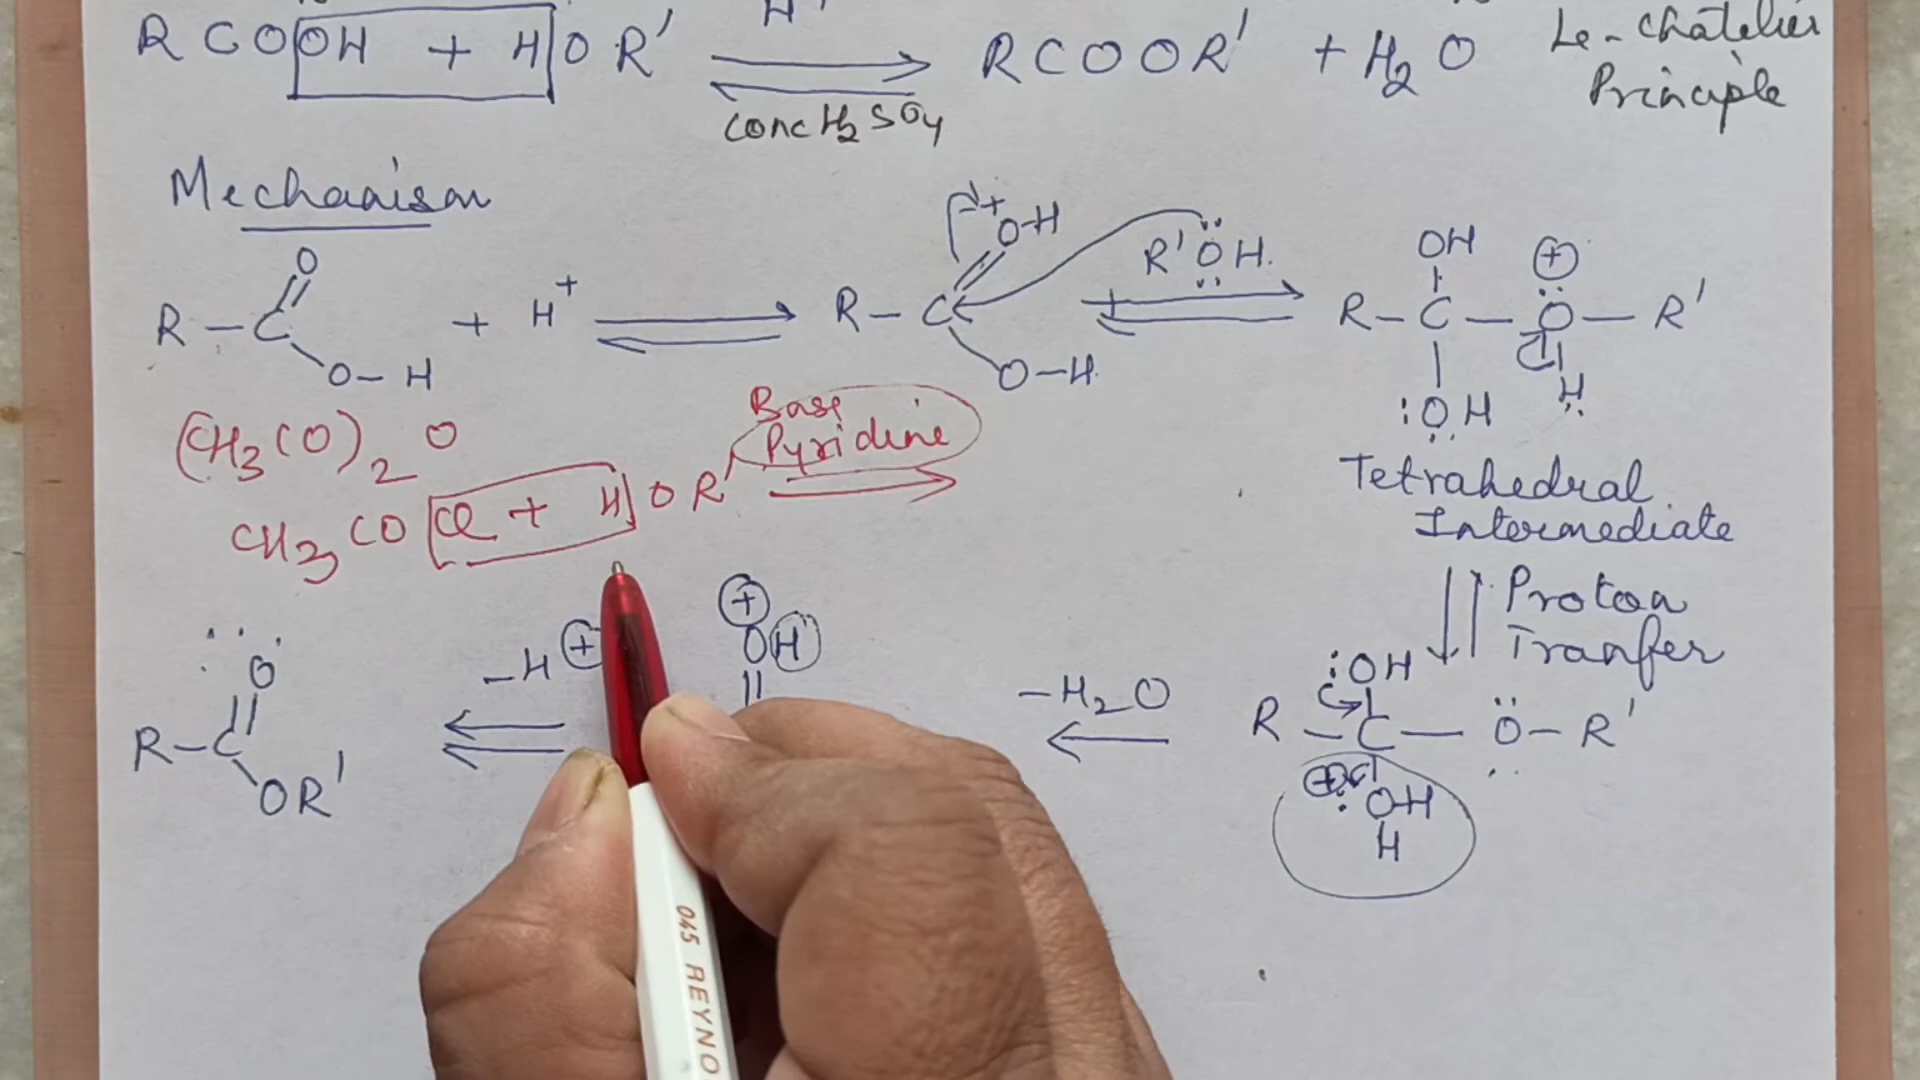 H+
RCOOH + HOR' ⇌ RCOOR' + H2O
conc H2SO4
Le-Chatelier
Principle
Mechanism
O
R-C + H+ ⇌ R-C
O-H
+
O-H
R'OH
O-H
OH
⊕
R-C-O-R'
H
:OH
(CH3CO)2O
Base
Pyridine
CH3COCl + HOR' →
Tetrahedral
Intermediate
Proton
Tranfer
O
R-C
OR'
-H⊕
⊕
OH
-H2O
:OH
R-C-O-R'
⊕
:OH
H
045 REYNO